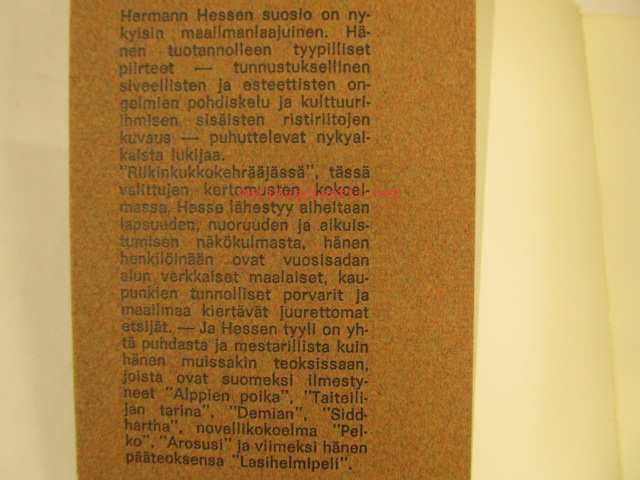 Hermann Hessen suosio on ny-
kyisin maailmanlaajuinen. Hä-
nen tuotannolleen tyypilliset
piirteet — tunnustuksellinen
siveellisten ja esteettisten on-
gelmien pohdiskelu ja kulttuuri-
ihmisen sisäisten ristiriitojen
kuvaus — puhuttelevat nykyai-
kaista lukijaa.
"Riikinkukkokehrääjässä", tässä
valittujen kertomusten kokoel-
massa, Hesse lähestyy aiheitaan
lapsuuden, nuoruuden ja aikuis-
tumisen näkökulmasta, hänen
henkilöinään ovat vuosisadan
alun verkkaiset maalaiset, kau-
punkien tunnolliset porvarit ja
maailmaa kiertävät juurettomat
etsijät. — Ja Hessen tyyli on yh-
tä puhdasta ja mestarillista kuin
hänen muissakin teoksissaan,
joista ovat suomeksi ilmesty-
neet "Alppien poika", "Taiteili-
jan tarina", "Demian", "Sidd-
hartha", novellikokoelma "Pel-
ko", "Arosusi" ja viimeksi hänen
pääteoksensa "Lasihelmipeli".